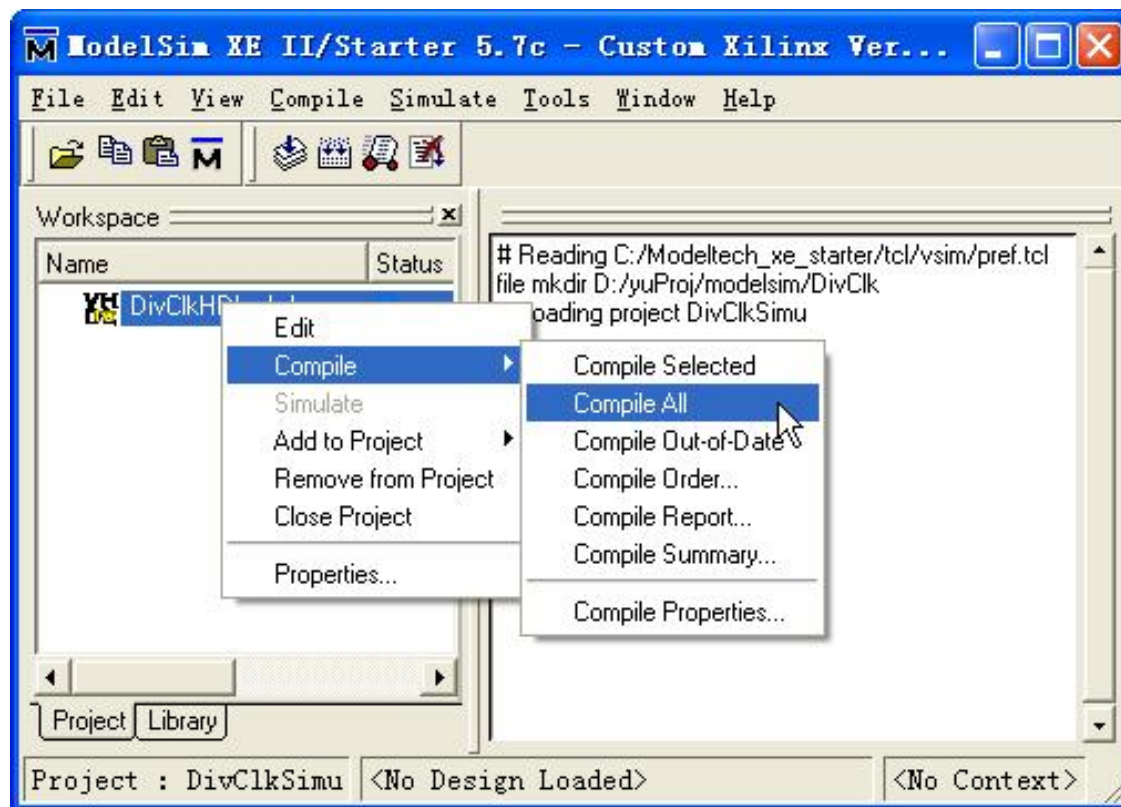 ModelSim XE II/Starter 5.7c - Custom Xilinx Ver...
File Edit View Compile Simulate Tools Window Help
Workspace
Name Status
# Reading C:/Modeltech_xe_starter/tcl/vsim/pref.tcl
file mkdir D:/yuProj/modelsim/DivClk
project DivClkSimu
Edit
Compile
Simulate
Add to Project
Remove from Project
Close Project
Properties...
Compile Selected
Compile All
Compile Out-of-Date
Compile Order...
Compile Report...
Compile Summary...
Compile Properties...
Project Library
Project : DivClkSimu <No Design Loaded> <No Context>